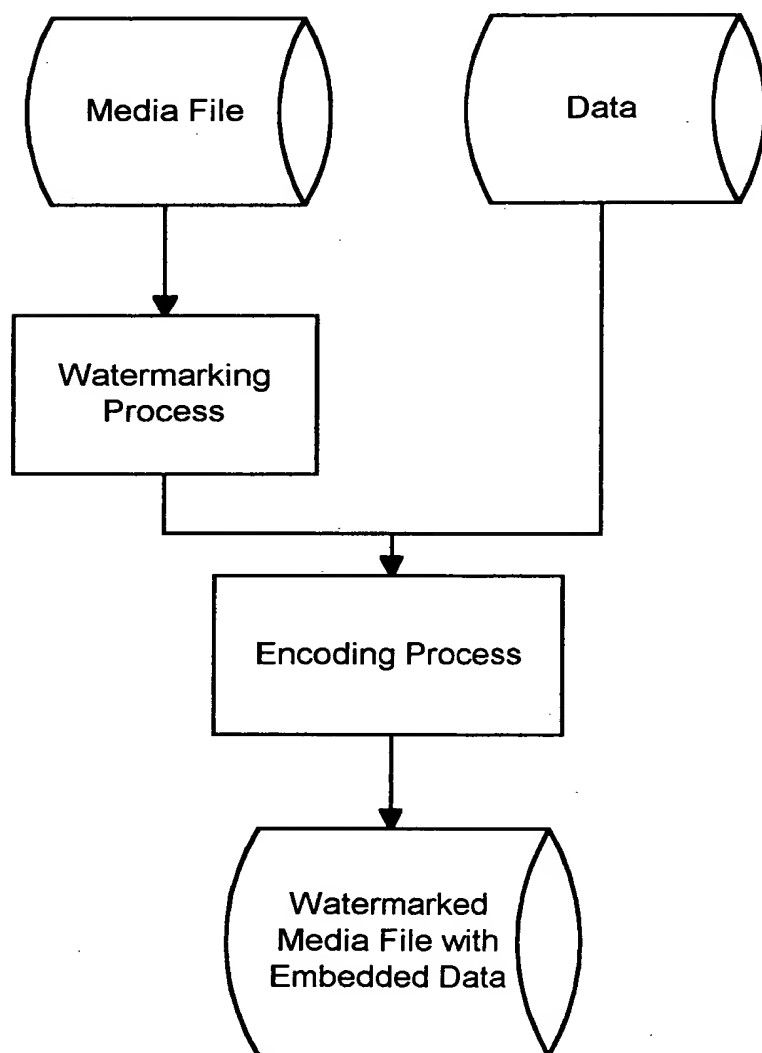 Media File
Data
Watermarking
Process
Encoding Process
Watermarked
Media File with
Embedded Data